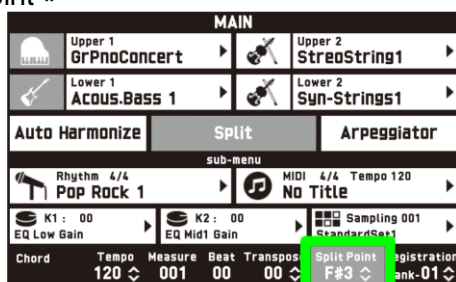 MAIN
Upper 1
GrPnoConcert
Upper 2
StreoString1
Lower 1
Acous.Bass 1
Lower 2
Syn-Strings1
Auto Harmonize
Split
Arpeggiator
sub-menu
Rhythm 4/4
Pop Rock 1
MIDI 4/4 Tempo 120
No Title
K1 : 00
EQ Low Gain
K2 : 00
EQ Mid1 Gain
Sampling 001
StandardSet1
Chord Tempo Measure Beat Transpose Split Point Registration
120 001 00 00 F#3 Bank-01